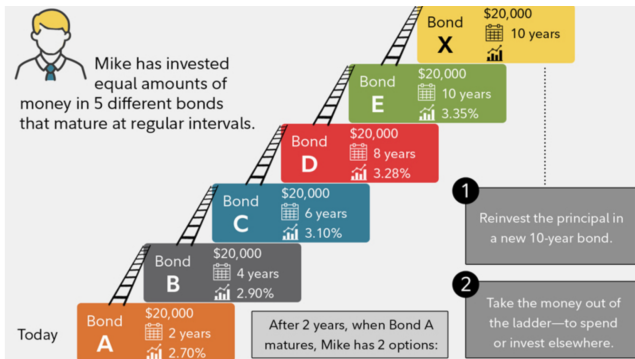 Mike has invested
equal amounts of
money in 5 different bonds
that mature at regular intervals.
Bond
X
$20,000
10 years
Bond
E
$20,000
10 years
3.35%
Bond
D
$20,000
8 years
3.28%
Bond
C
$20,000
6 years
3.10%
Bond
B
$20,000
4 years
2.90%
Today
Bond
A
$20,000
2 years
2.70%
After 2 years, when Bond A
matures, Mike has 2 options:
1
Reinvest the principal in
a new 10-year bond.
2
Take the money out of
the ladder—to spend
or invest elsewhere.